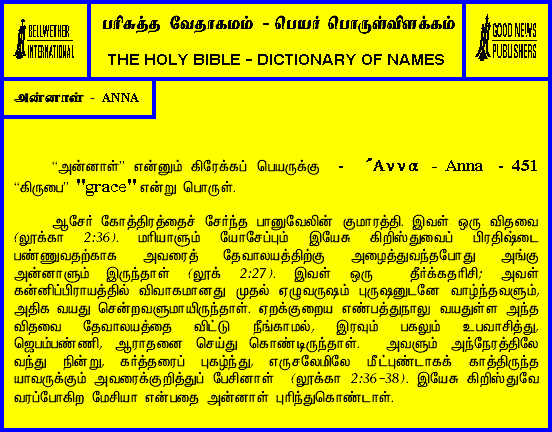 BELLWETHER
INTERNATIONAL
பரிசுத்த வேதாகமம் - பெயர் பொருள்விளக்கம்
THE HOLY BIBLE - DICTIONARY OF NAMES
GOOD NEWS
PUBLISHERS
அன்னாள் - ANNA
“அன்னாள்” என்னும் கிரேக்கப் பெயருக்கு - Ἄννα - Anna - 451
“கிருபை” "grace" என்று பொருள்.
ஆசேர் கோத்திரத்தைச் சேர்ந்த பானுவேலின் குமாரத்தி. இவள் ஒரு விதவை
(லூக்கா 2:36). மரியாளும் யோசேப்பும் இயேசு கிறிஸ்துவைப் பிரதிஷ்டை
பண்ணுவதற்காக அவரைத் தேவாலயத்திற்கு அழைத்துவந்தபோது அங்கு
அன்னாளும் இருந்தாள் (லூக் 2:27). இவள் ஒரு தீர்க்கதரிசி; அவள்
கன்னிப்பிராயத்தில் விவாகமானது முதல் ஏழுவருஷம் புருஷனுடனே வாழ்ந்தவளும்,
அதிக வயது சென்றவளுமாயிருந்தாள். ஏறக்குறைய எண்பத்துநாலு வயதுள்ள அந்த
விதவை தேவாலயத்தை விட்டு நீங்காமல், இரவும் பகலும் உபவாசித்து,
ஜெபம்பண்ணி, ஆராதனை செய்து கொண்டிருந்தாள். அவளும் அந்நேரத்திலே
வந்து நின்று, கர்த்தரைப் புகழ்ந்து, எருசலேமிலே மீட்புண்டாகக் காத்திருந்த
யாவருக்கும் அவரைக்குறித்துப் பேசினாள் (லூக்கா 2:36-38). இயேசு கிறிஸ்துவே
வரப்போகிற மேசியா என்பதை அன்னாள் புரிந்துகொண்டாள்.